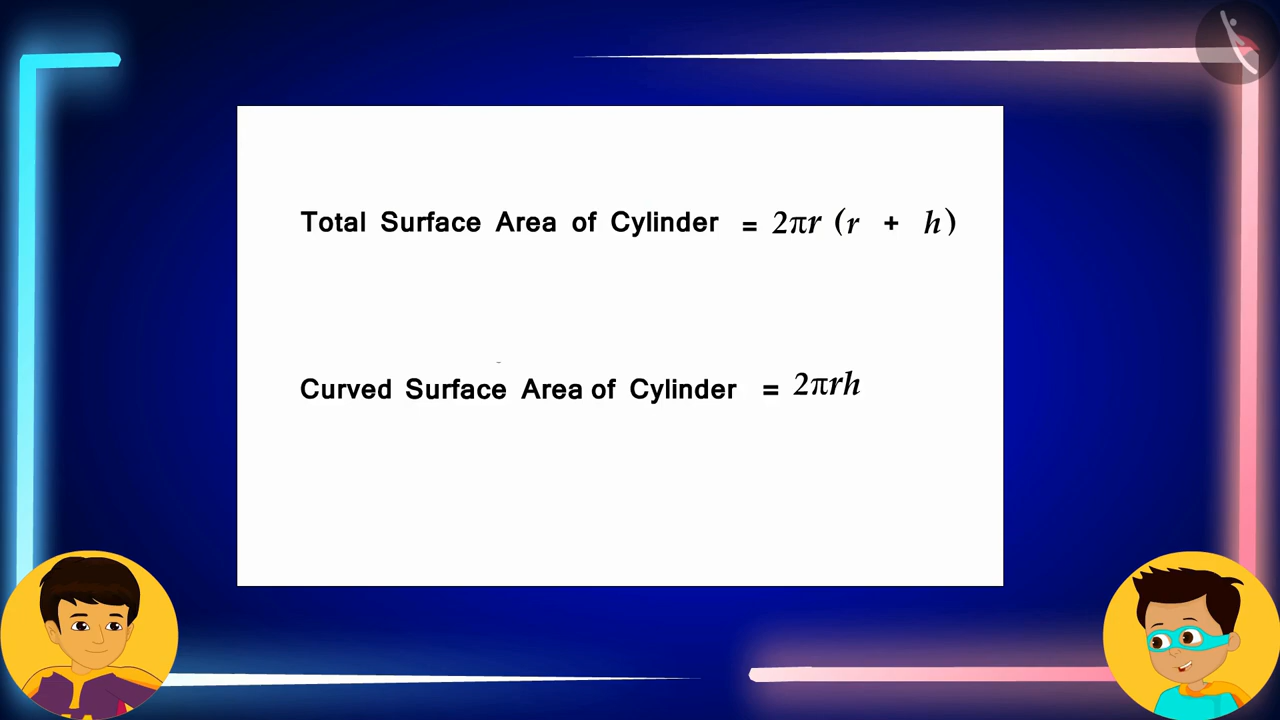 Total Surface Area of Cylinder = 2πr (r + h)
Curved Surface Area of Cylinder = 2πrh